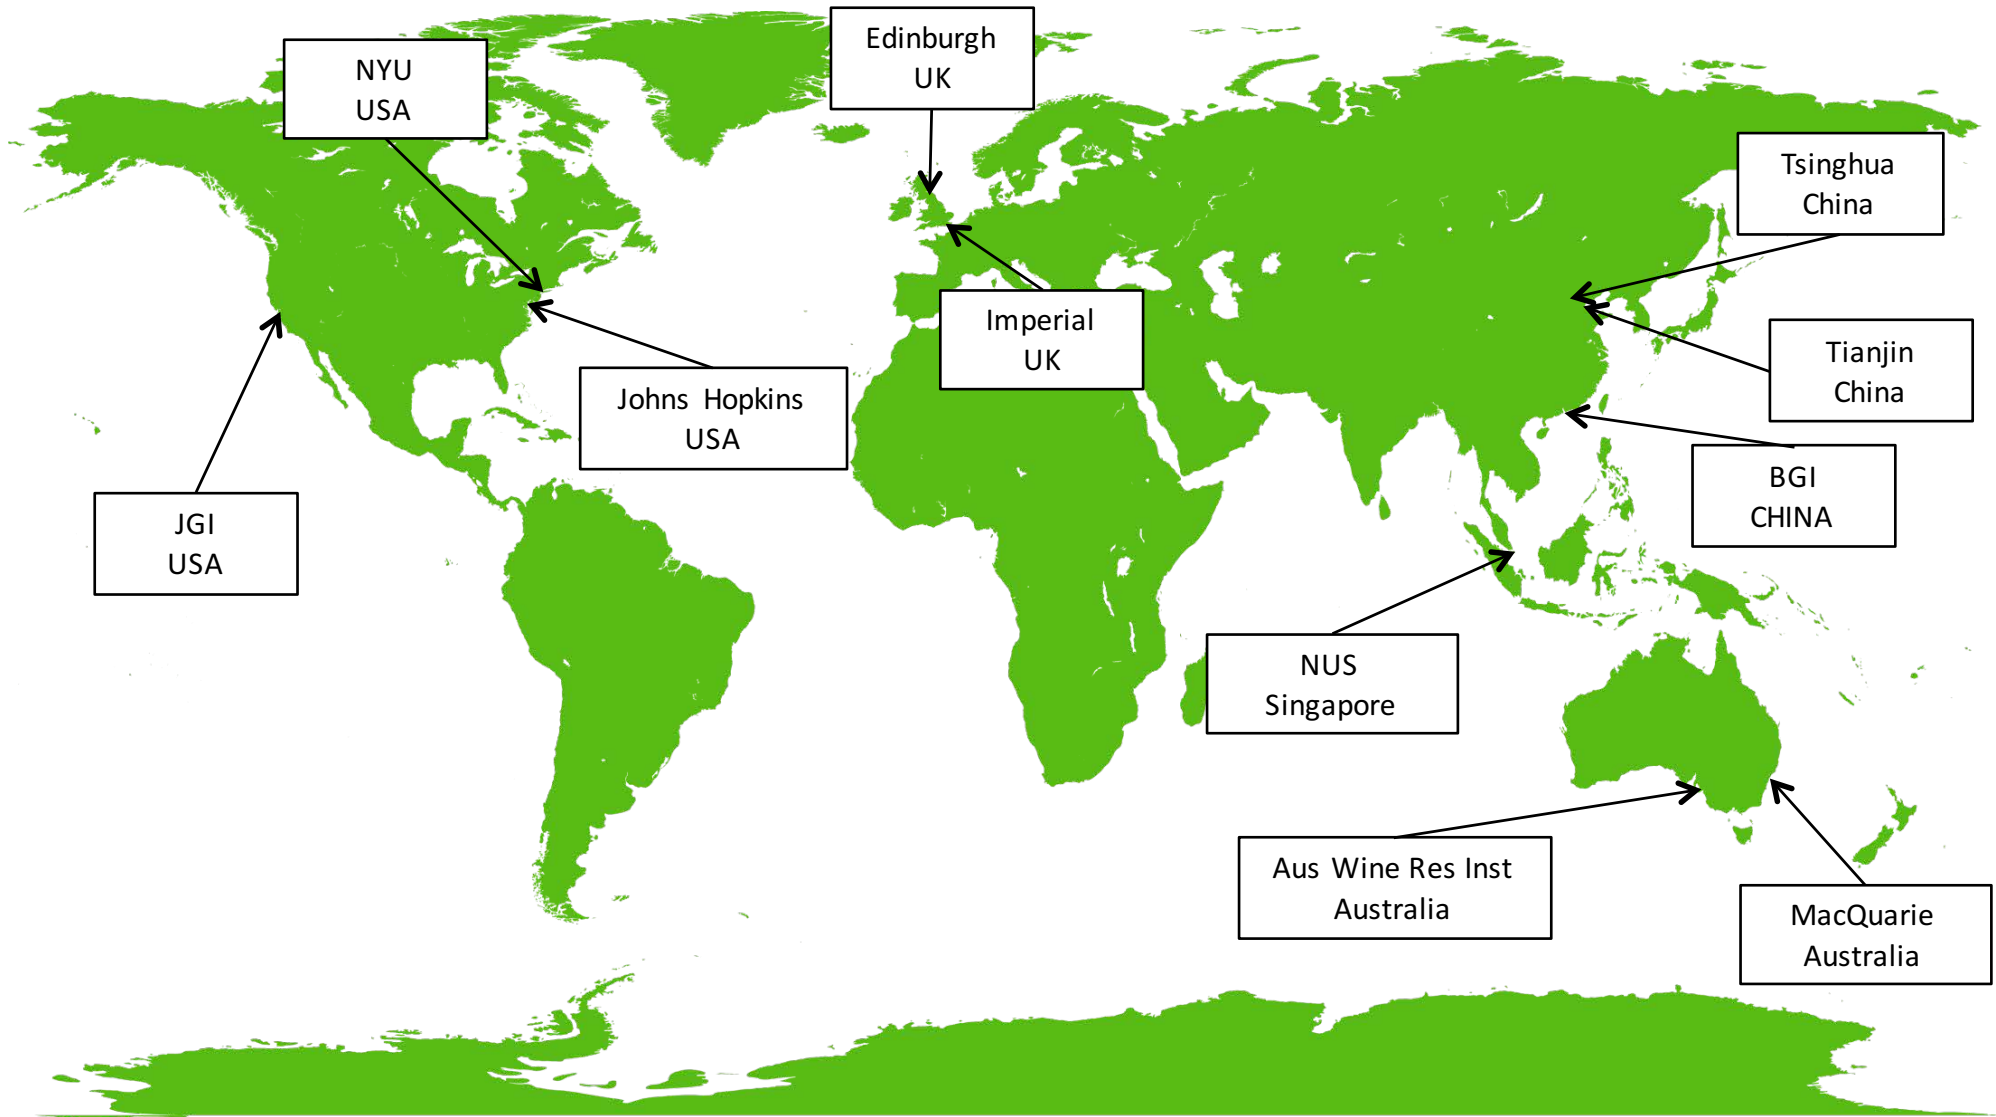 Edinburgh
UK
NYU
USA
Tsinghua
China
Imperial
UK
Tianjin
China
Johns Hopkins
USA
BGI
CHINA
JGI
USA
NUS
Singapore
Aus Wine Res Inst
Australia
MacQuarie
Australia